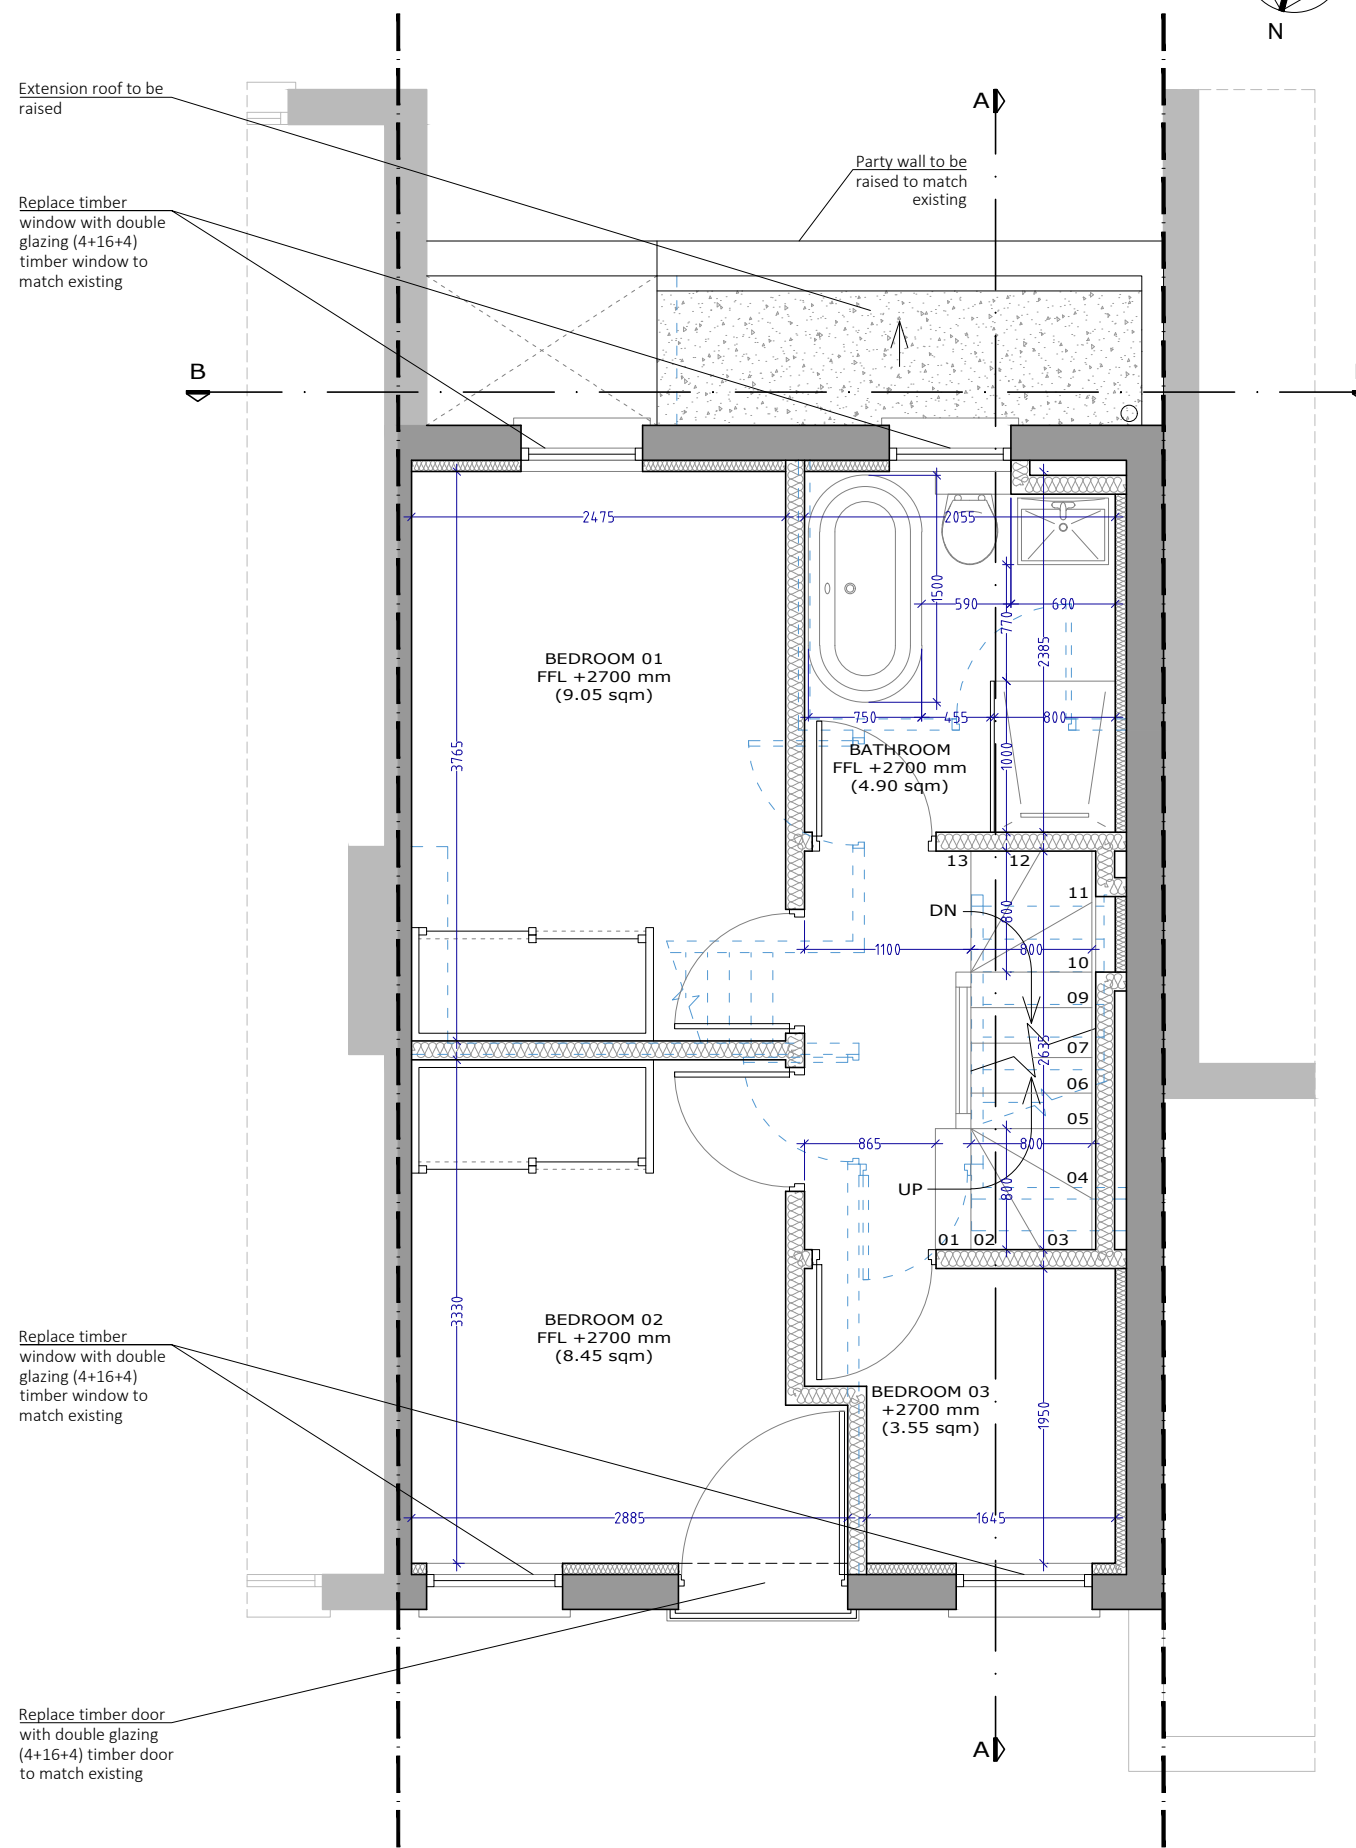 N
Extension roof to be
raised
A
Party wall to be
raised to match
existing
Replace timber
window with double
glazing (4+16+4)
timber window to
match existing
B
2475
2055
1500
590
690
770
2385
BEDROOM 01
FFL +2700 mm
(9.05 sqm)
750
455
800
3765
BATHROOM
FFL +2700 mm
(4.90 sqm)
1000
13
12
11
DN
800
1100
800
10
09
2635
07
06
05
865
800
04
UP
800
01
02
03
3330
BEDROOM 02
FFL +2700 mm
(8.45 sqm)
Replace timber
window with double
glazing (4+16+4)
timber window to
match existing
BEDROOM 03
+2700 mm
(3.55 sqm)
1950
2885
1645
Replace timber door
with double glazing
(4+16+4) timber door
to match existing
A